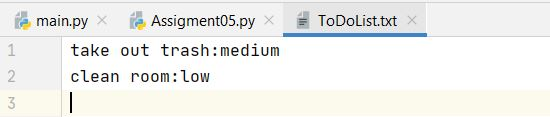 main.py Assigment05.py ToDoList.txt
1 take out trash:medium
2 clean room:low
3